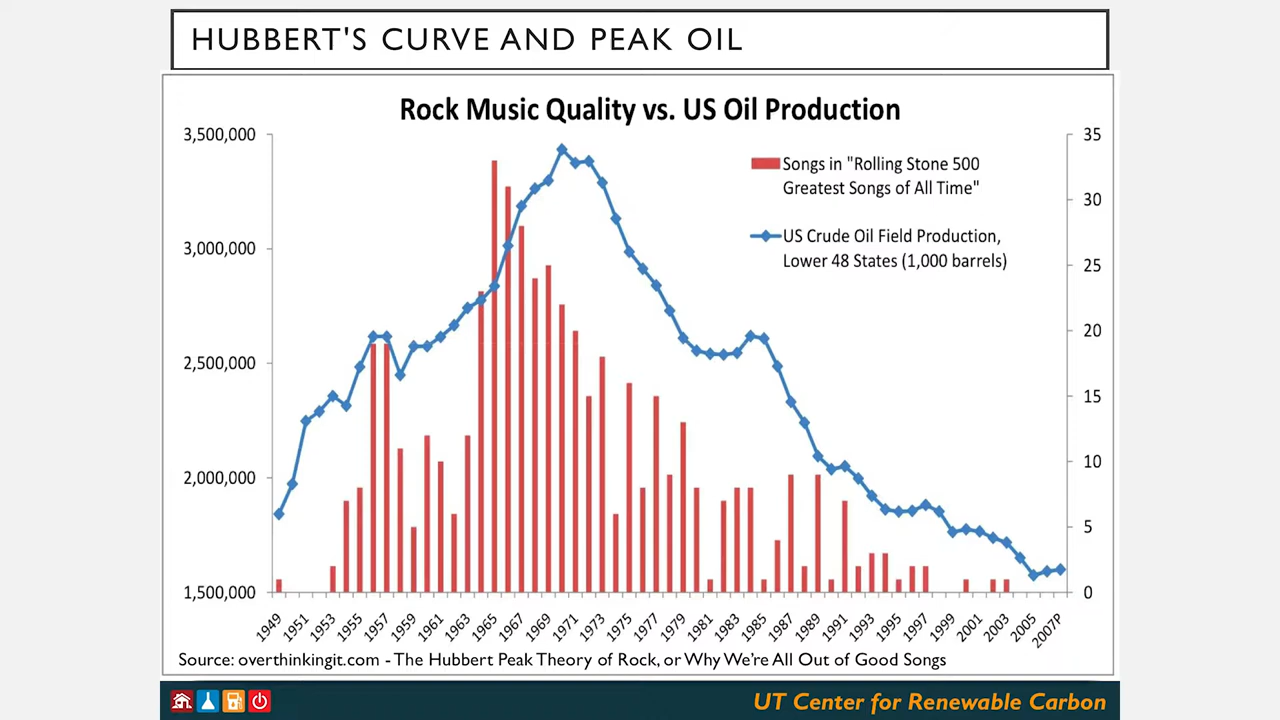 HUBBERT'S CURVE AND PEAK OIL
Rock Music Quality vs. US Oil Production
3,500,000
3,000,000
2,500,000
2,000,000
1,500,000
35
30
25
20
15
10
5
0
Songs in "Rolling Stone 500
Greatest Songs of All Time"
US Crude Oil Field Production,
Lower 48 States (1,000 barrels)
1949 1951 1953 1955 1957 1959 1961 1963 1965 1967 1969 1971 1973 1975 1977 1979 1981 1983 1985 1987 1989 1991 1993 1995 1997 1999 2001 2003 2005 2007P
Source: overthinkingit.com - The Hubbert Peak Theory of Rock, or Why We're All Out of Good Songs
UT Center for Renewable Carbon